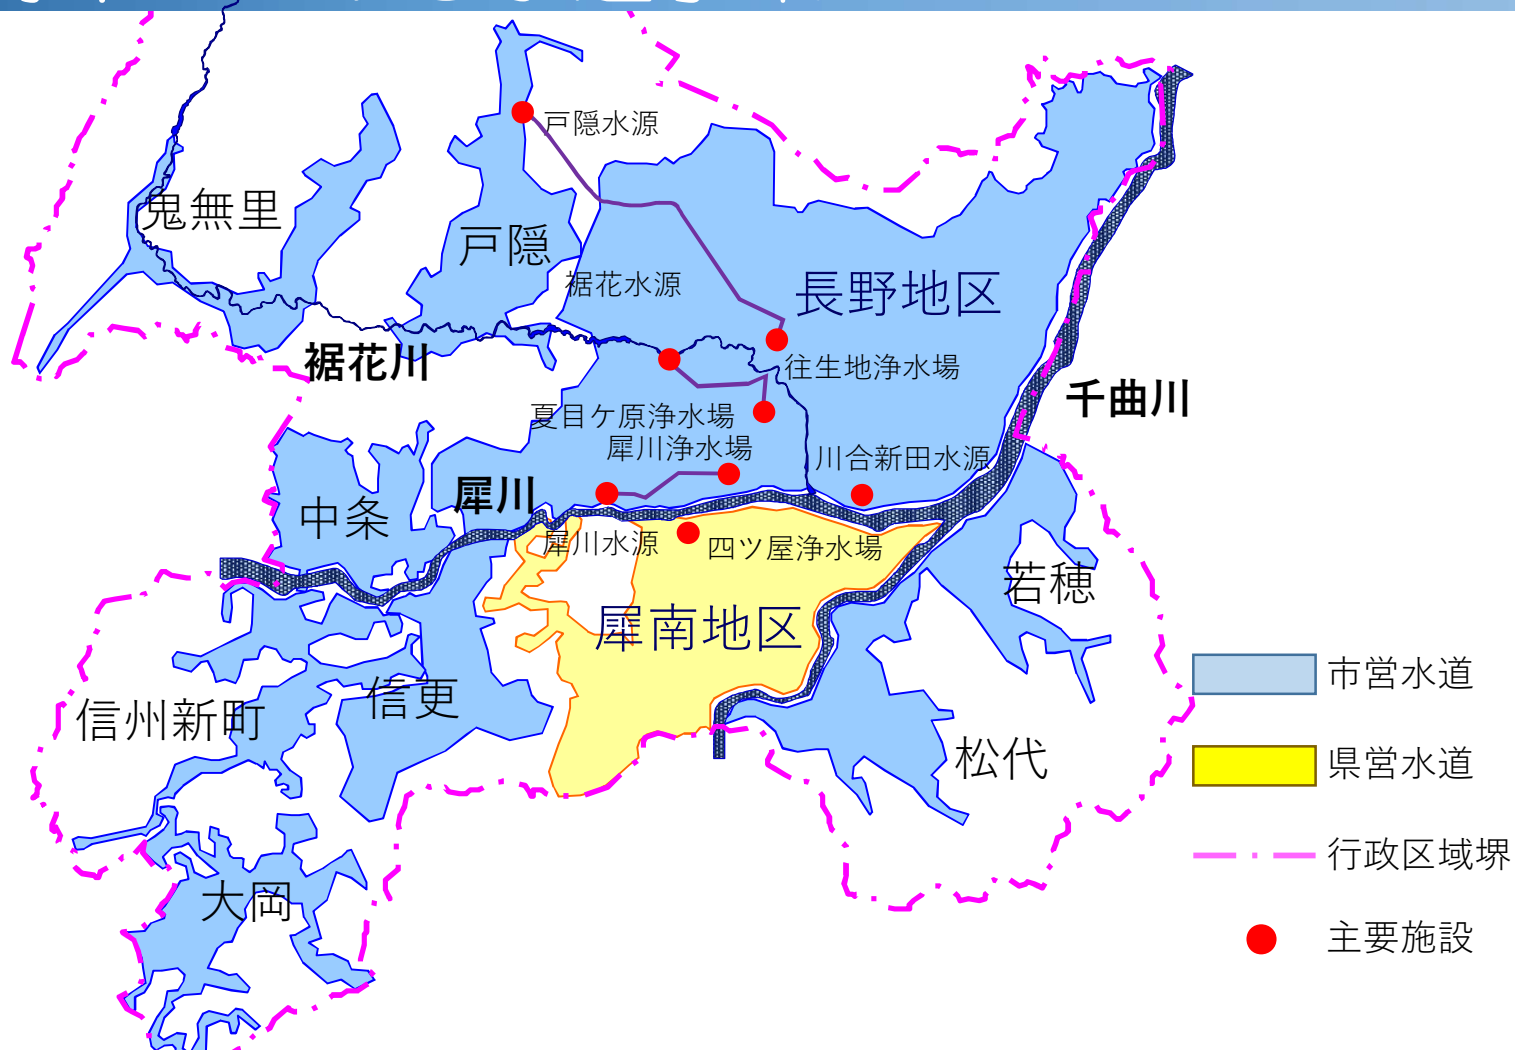 戸隠水源
鬼無里
戸隠
裾花水源
長野地区
裾花川
往生地浄水場
千曲川
夏目ケ原浄水場
犀川浄水場
川合新田水源
犀川
中条
犀川水源
四ツ屋浄水場
若穂
犀南地区
市営水道
信更
信州新町
松代
県営水道
行政区域堺
大岡
主要施設